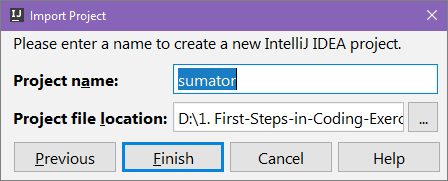 Import Project
Please enter a name to create a new IntelliJ IDEA project.
Project name: sumator
Project file location: D:\1. First-Steps-in-Coding-Exerc ...
Previous Finish Cancel Help